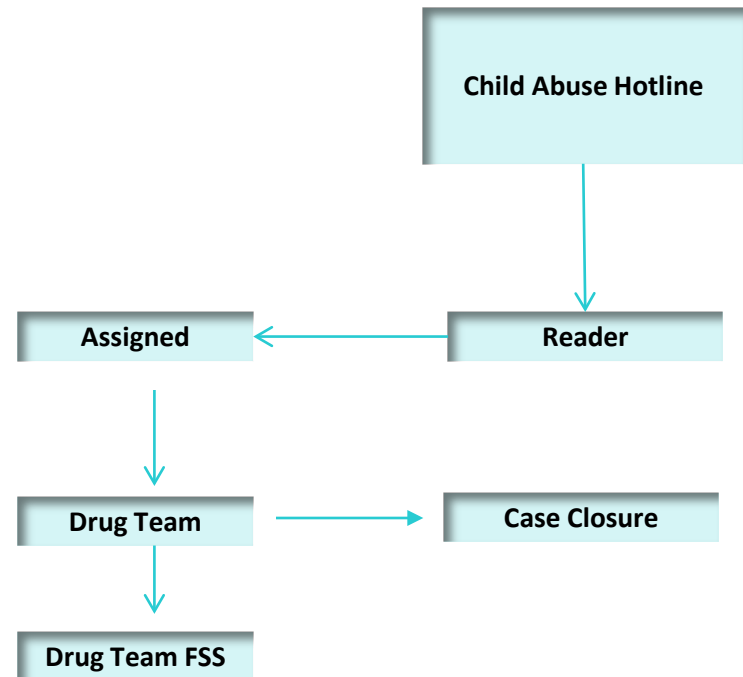 Child Abuse Hotline
Assigned
Reader
Drug Team
Case Closure
Drug Team FSS